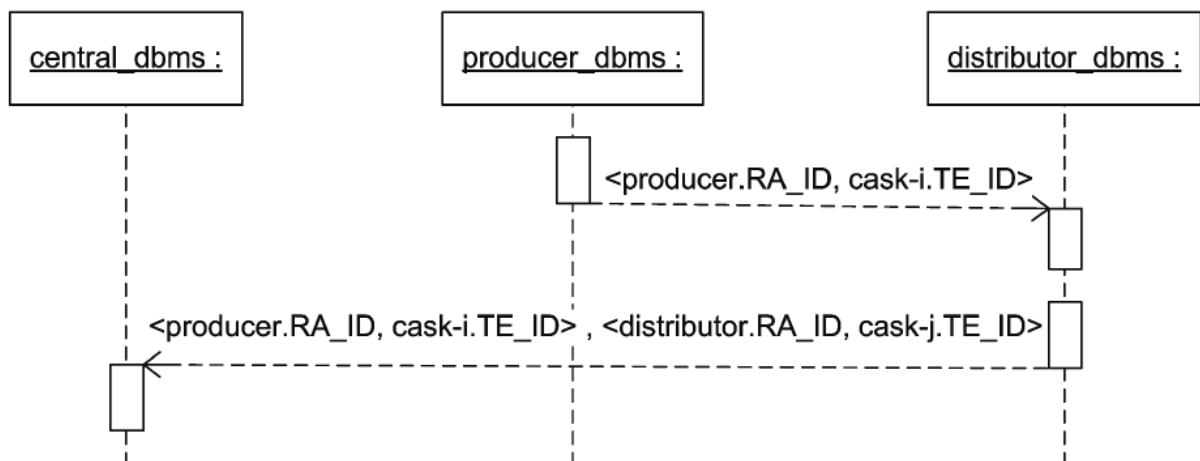 central_dbms :
producer_dbms :
distributor_dbms :
<producer.RA_ID, cask-i.TE_ID>
<producer.RA_ID, cask-i.TE_ID> , <distributor.RA_ID, cask-j.TE_ID>